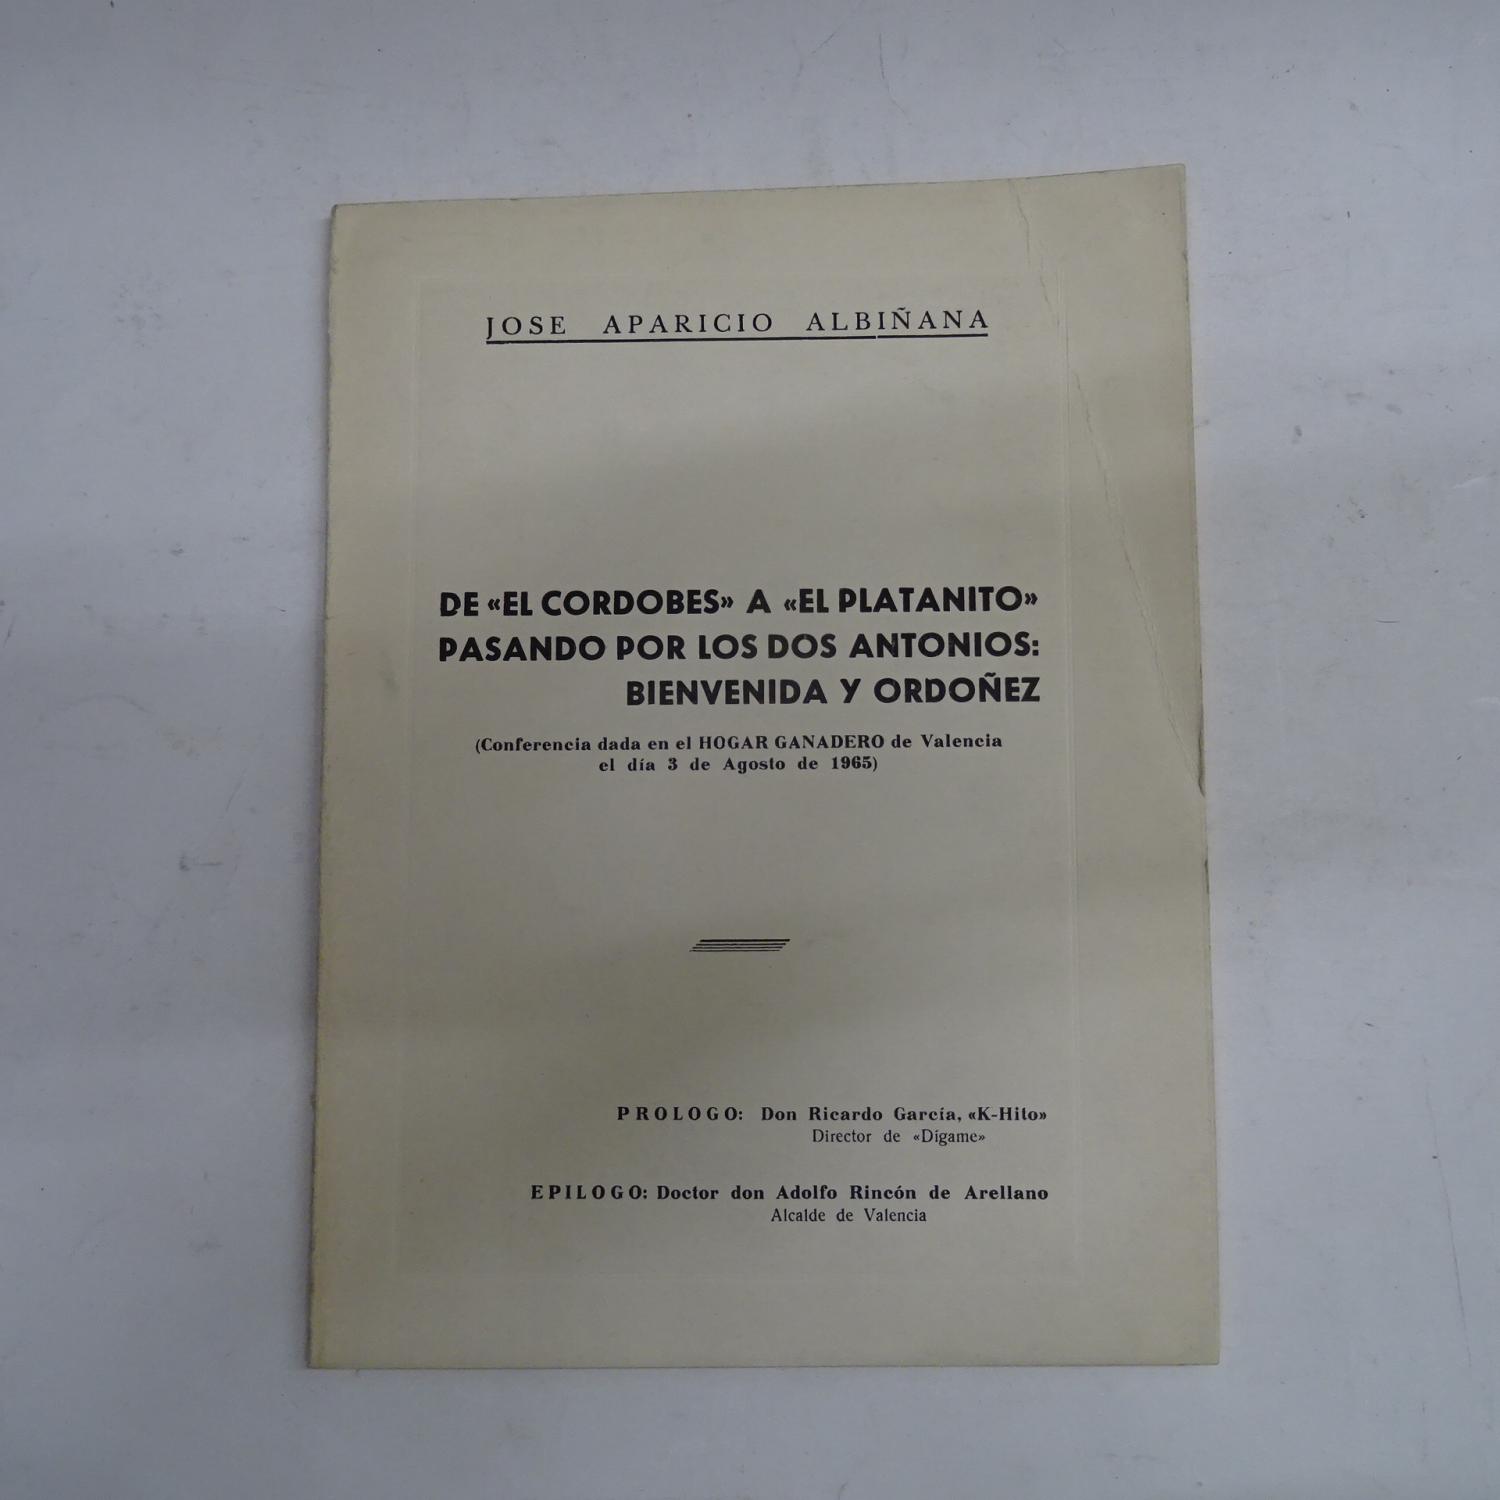 JOSE APARICIO ALBIÑANA
DE «EL CORDOBES» A «EL PLATANITO»
PASANDO POR LOS DOS ANTONIOS:
BIENVENIDA Y ORDOÑEZ
(Conferencia dada en el HOGAR GANADERO de Valencia
el día 3 de Agosto de 1965)
PROLOGO: Don Ricardo García, «K-Hito»
Director de «Dígame»
EPILOGO: Doctor don Adolfo Rincón de Arellano
Alcalde de Valencia